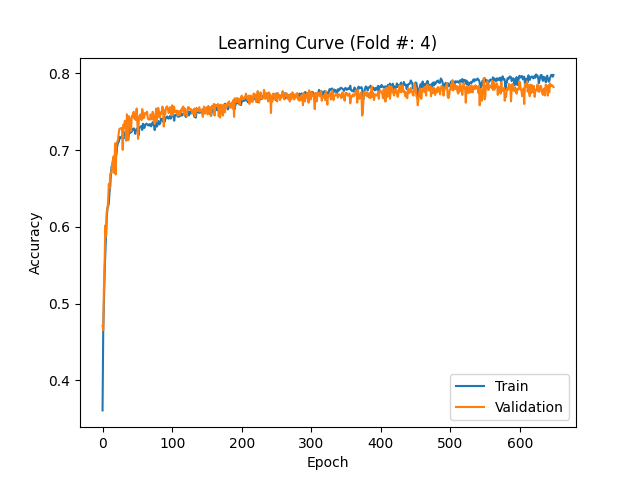 Learning Curve (Fold #: 4)
Accuracy
0.8
0.7
0.6
0.5
0.4
0 100 200 300 400 500 600
Epoch
Train
Validation